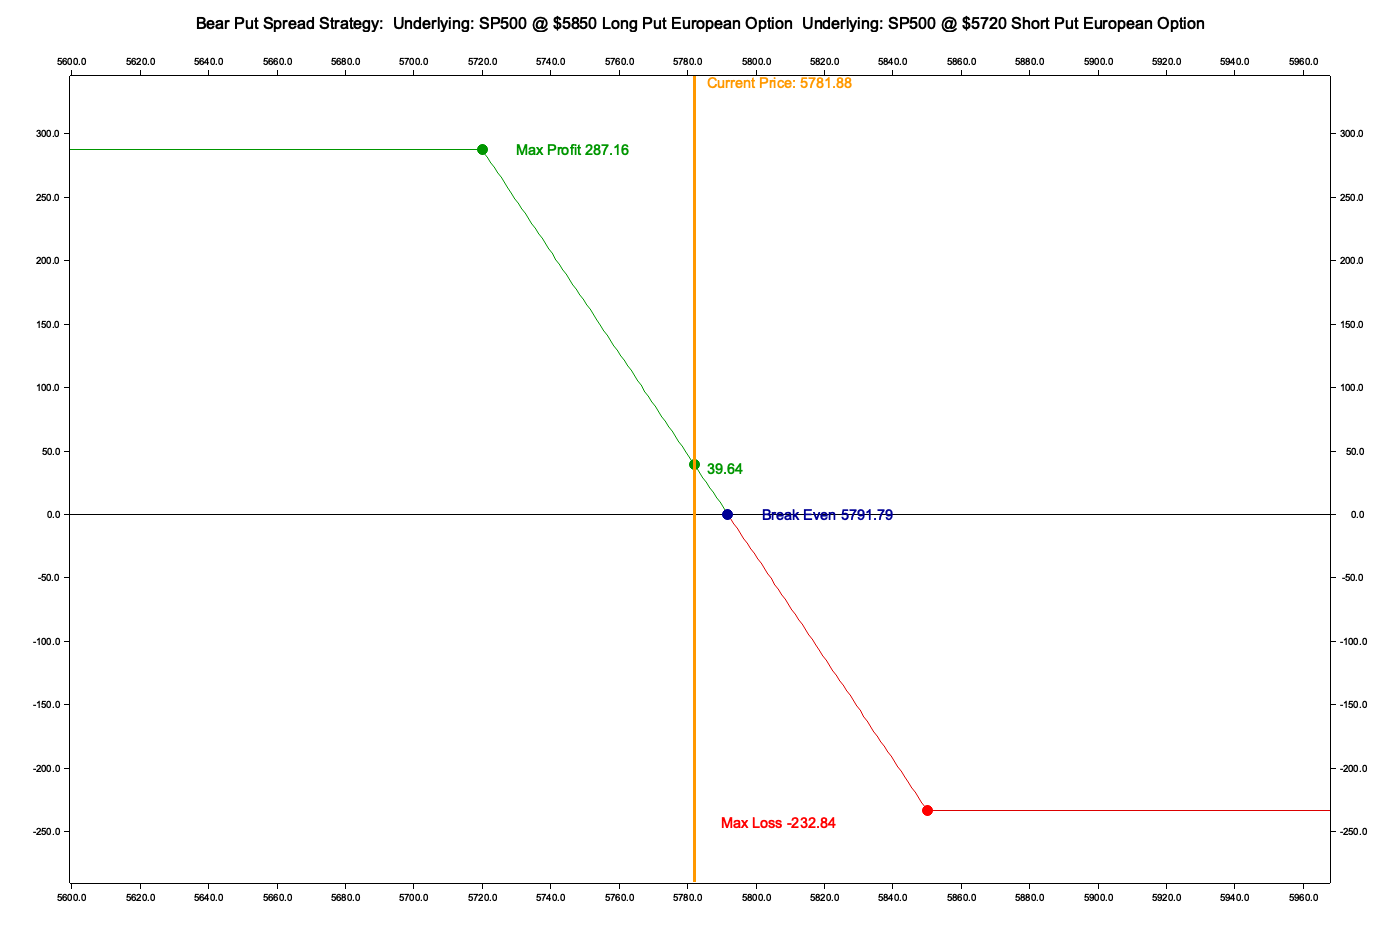 Bear Put Spread Strategy:  Underlying: SP500 @ $5850 Long Put European Option  Underlying: SP500 @ $5720 Short Put European Option
5600.0 5620.0 5640.0 5660.0 5680.0 5700.0 5720.0 5740.0 5760.0 5780.0 5800.0 5820.0 5840.0 5860.0 5880.0 5900.0 5920.0 5940.0 5960.0
Current Price: 5781.88
300.0 300.0
Max Profit 287.16
250.0 250.0
200.0 200.0
150.0 150.0
100.0 100.0
50.0 50.0
39.64
0.0 Break Even 5791.79 0.0
-50.0 -50.0
-100.0 -100.0
-150.0 -150.0
-200.0 -200.0
Max Loss -232.84
-250.0 -250.0
5600.0 5620.0 5640.0 5660.0 5680.0 5700.0 5720.0 5740.0 5760.0 5780.0 5800.0 5820.0 5840.0 5860.0 5880.0 5900.0 5920.0 5940.0 5960.0